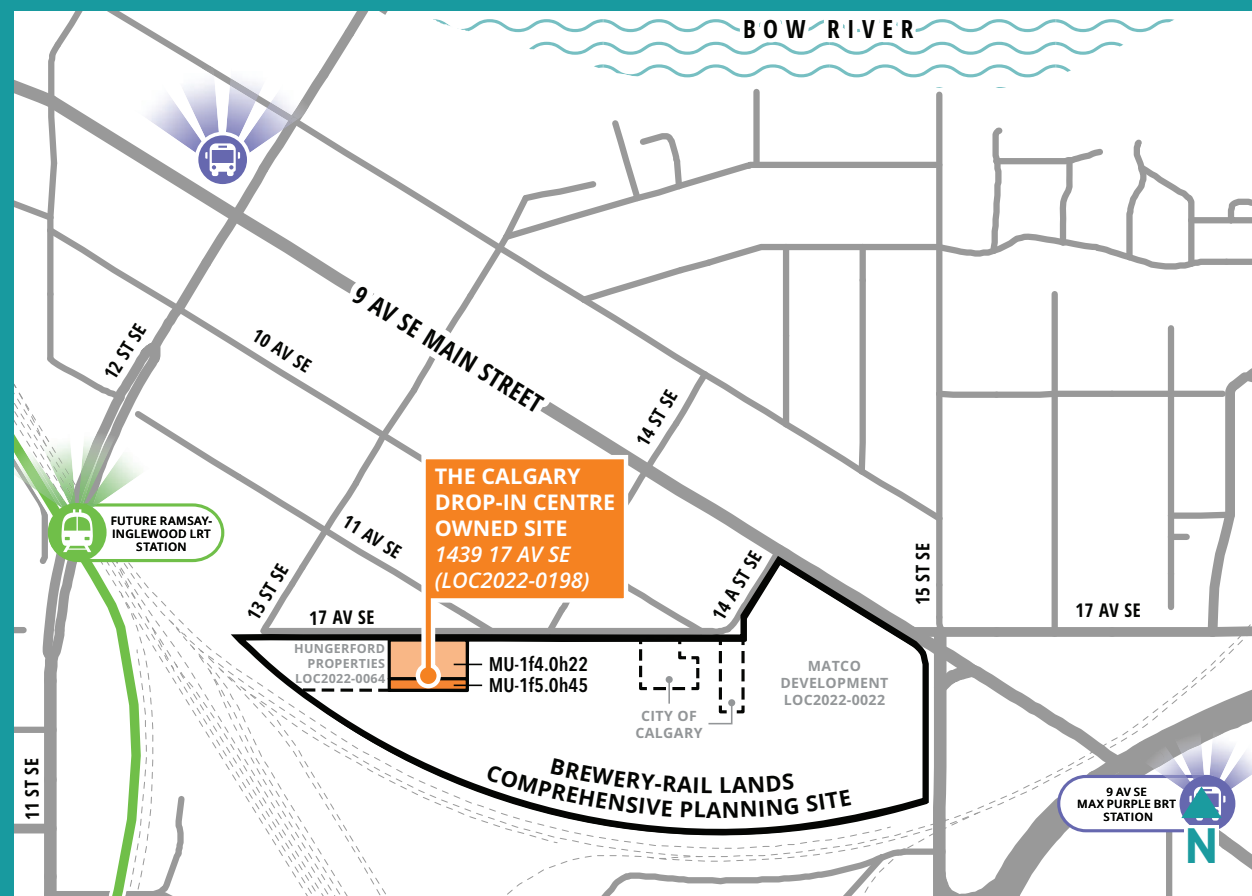 BOW RIVER
9 AV SE MAIN STREET
12 ST SE
10 AV SE
14 ST SE
THE CALGARY
DROP-IN CENTRE
OWNED SITE
1439 17 AV SE
(LOC2022-0198)
FUTURE RAMSAY-
INGLEWOOD LRT
STATION
11 AV SE
13 ST SE
14 A ST SE
15 ST SE
17 AV SE
17 AV SE
HUNGERFORD
PROPERTIES
LOC2022-0064
MU-1f4.0h22
MU-1f5.0h45
MATCO
DEVELOPMENT
LOC2022-0022
CITY OF
CALGARY
BREWERY-RAIL LANDS
COMPREHENSIVE PLANNING SITE
11 ST SE
9 AV SE
MAX PURPLE BRT
STATION
N